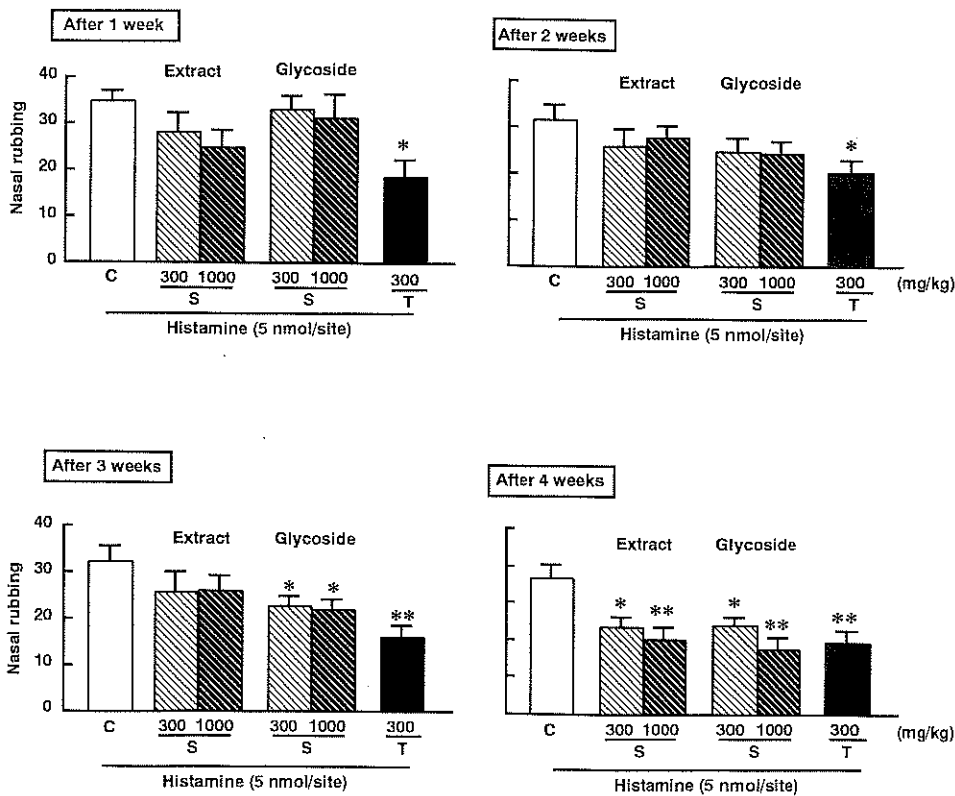 After 1 week
Extract Glycoside
Nasal rubbing
40
30
20
10
0
*
C 300 1000 300 1000 300
S S T
Histamine (5 nmol/site)
After 2 weeks
Extract Glycoside
*
C 300 1000 300 1000 300 (mg/kg)
S S T
Histamine (5 nmol/site)
After 3 weeks
Extract Glycoside
Nasal rubbing
40
30
20
10
0
* * **
C 300 1000 300 1000 300
S S T
Histamine (5 nmol/site)
After 4 weeks
Extract Glycoside
* ** * ** **
C 300 1000 300 1000 300 (mg/kg)
S S T
Histamine (5 nmol/site)